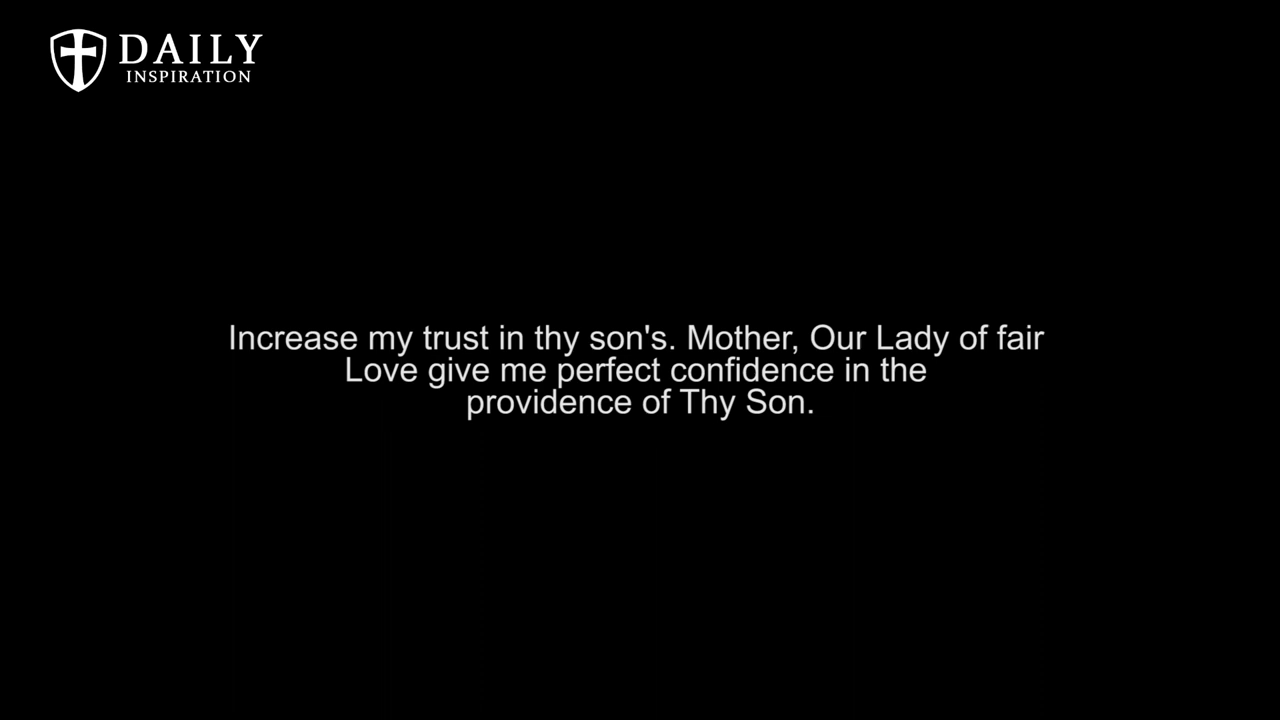 DAILY
INSPIRATION
Increase my trust in thy son's. Mother, Our Lady of fair
Love give me perfect confidence in the
providence of Thy Son.